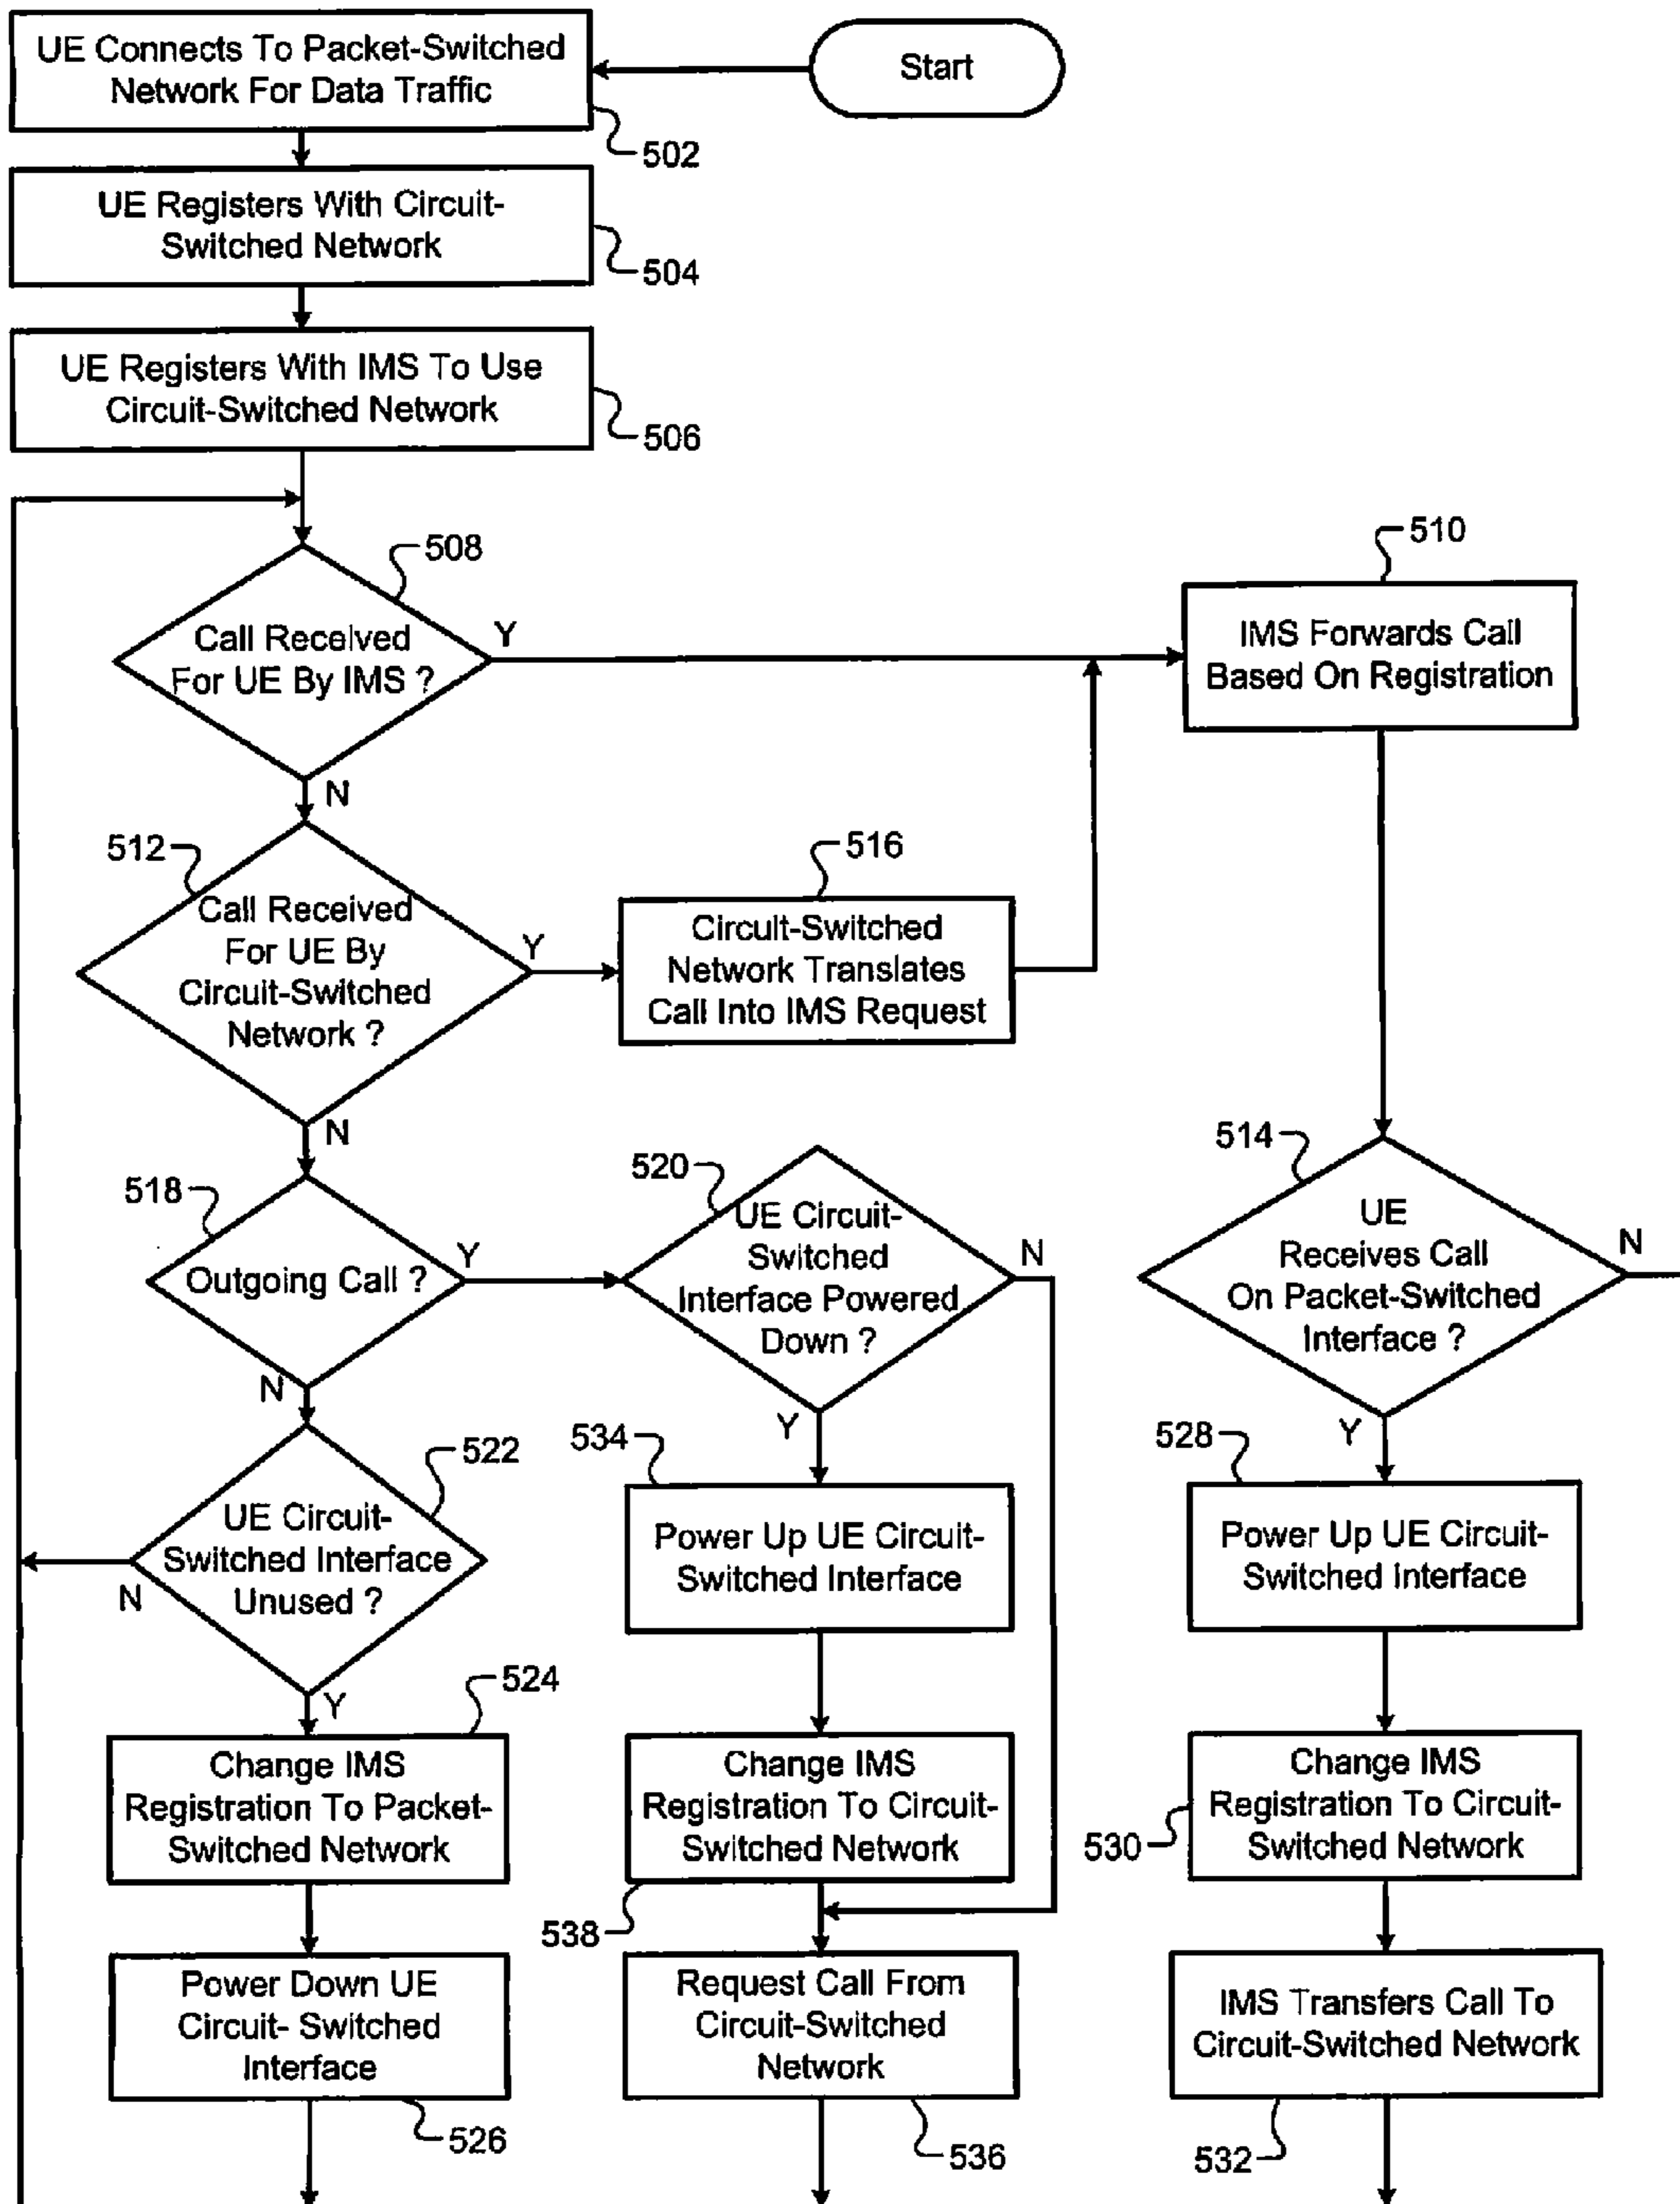 UE Connects To Packet-Switched
Network For Data Traffic
Start
502
UE Registers With Circuit-
Switched Network
504
UE Registers With IMS To Use
Circuit-Switched Network
506
508
Call Received
For UE By IMS ?
Y
N
510
IMS Forwards Call
Based On Registration
512
Call Received
For UE By
Circuit-Switched
Network ?
Y
N
516
Circuit-Switched
Network Translates
Call Into IMS Request
518
Outgoing Call ?
Y
N
520
UE Circuit-
Switched
Interface Powered
Down ?
N
Y
514
UE
Receives Call
On Packet-Switched
Interface ?
N
Y
522
UE Circuit-
Switched Interface
Unused ?
N
Y
534
Power Up UE Circuit-
Switched Interface
528
Power Up UE Circuit-
Switched Interface
524
Change IMS
Registration To Packet-
Switched Network
Change IMS
Registration To Circuit-
Switched Network
538
Change IMS
Registration To Circuit-
Switched Network
530
Power Down UE
Circuit- Switched
Interface
526
Request Call From
Circuit-Switched
Network
536
IMS Transfers Call To
Circuit-Switched Network
532